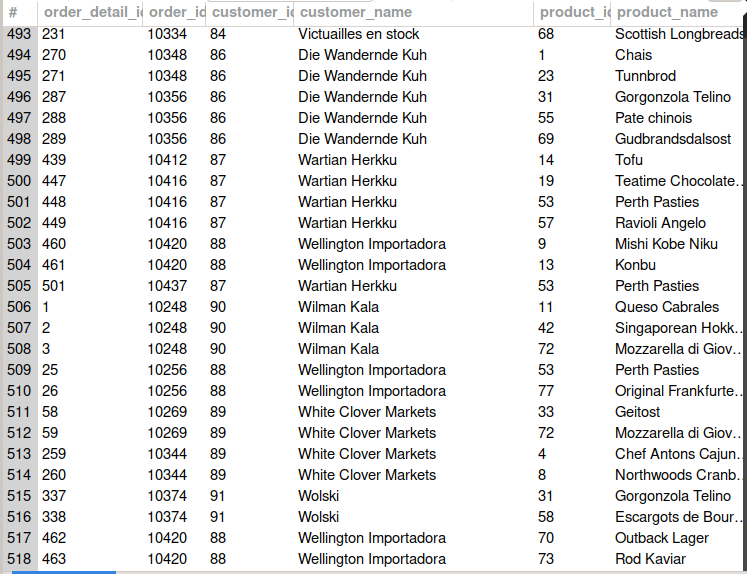 # order_detail_id order_id customer_id customer_name product_id product_name
493 231 10334 84 Victuailles en stock 68 Scottish Longbreads
494 270 10348 86 Die Wandernde Kuh 1 Chais
495 271 10348 86 Die Wandernde Kuh 23 Tunnbrod
496 287 10356 86 Die Wandernde Kuh 31 Gorgonzola Telino
497 288 10356 86 Die Wandernde Kuh 55 Pate chinois
498 289 10356 86 Die Wandernde Kuh 69 Gudbrandsdalsost
499 439 10412 87 Wartian Herkku 14 Tofu
500 447 10416 87 Wartian Herkku 19 Teatime Chocolate…
501 448 10416 87 Wartian Herkku 53 Perth Pasties
502 449 10416 87 Wartian Herkku 57 Ravioli Angelo
503 460 10420 88 Wellington Importadora 9 Mishi Kobe Niku
504 461 10420 88 Wellington Importadora 13 Konbu
505 501 10437 87 Wartian Herkku 53 Perth Pasties
506 1 10248 90 Wilman Kala 11 Queso Cabrales
507 2 10248 90 Wilman Kala 42 Singaporean Hokk…
508 3 10248 90 Wilman Kala 72 Mozzarella di Giov…
509 25 10256 88 Wellington Importadora 53 Perth Pasties
510 26 10256 88 Wellington Importadora 77 Original Frankfurte…
511 58 10269 89 White Clover Markets 33 Geitost
512 59 10269 89 White Clover Markets 72 Mozzarella di Giov…
513 259 10344 89 White Clover Markets 4 Chef Antons Cajun…
514 260 10344 89 White Clover Markets 8 Northwoods Cranb…
515 337 10374 91 Wolski 31 Gorgonzola Telino
516 338 10374 91 Wolski 58 Escargots de Bour…
517 462 10420 88 Wellington Importadora 70 Outback Lager
518 463 10420 88 Wellington Importadora 73 Rod Kaviar